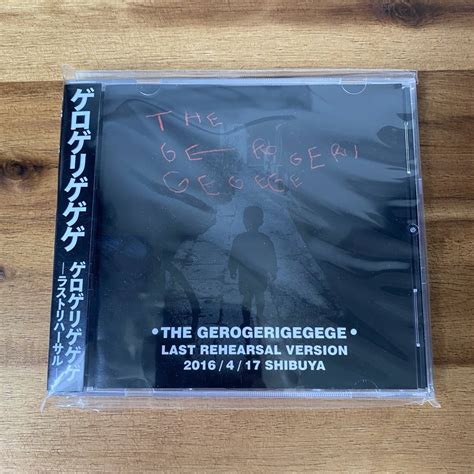 ゲロゲリゲゲゲ
ゲロゲリゲゲゲ
―ラストリハーサル
THE
GE RO GERI
GEGEGE
•THE GEROGERIGEGEGE•
LAST REHEARSAL VERSION
2016/4/17 SHIBUYA